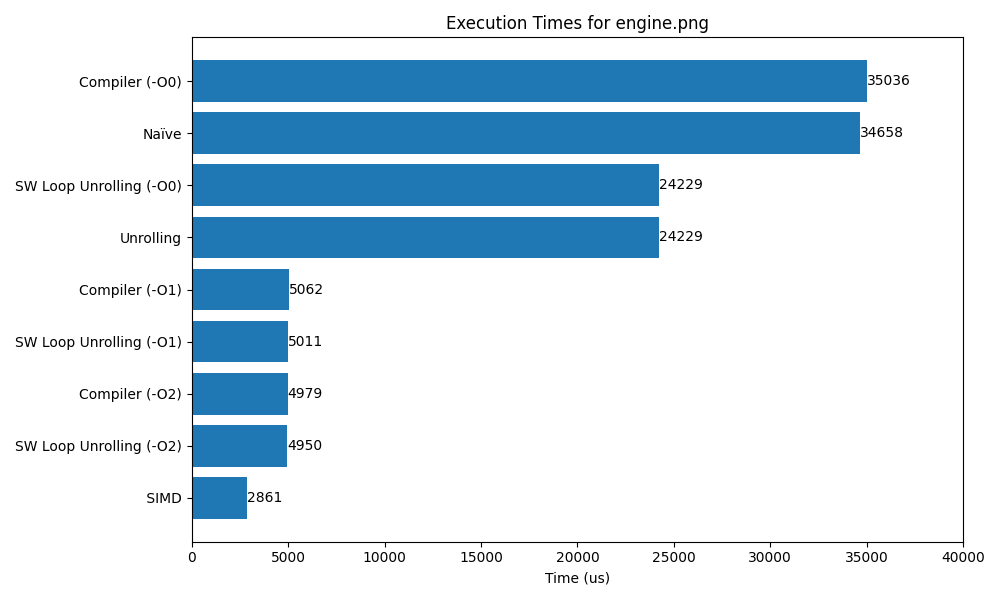 Execution Times for engine.png
Compiler (-O0) 35036
Naïve 34658
SW Loop Unrolling (-O0) 24229
Unrolling 24229
Compiler (-O1) 5062
SW Loop Unrolling (-O1) 5011
Compiler (-O2) 4979
SW Loop Unrolling (-O2) 4950
SIMD 2861
0 5000 10000 15000 20000 25000 30000 35000 40000
Time (us)